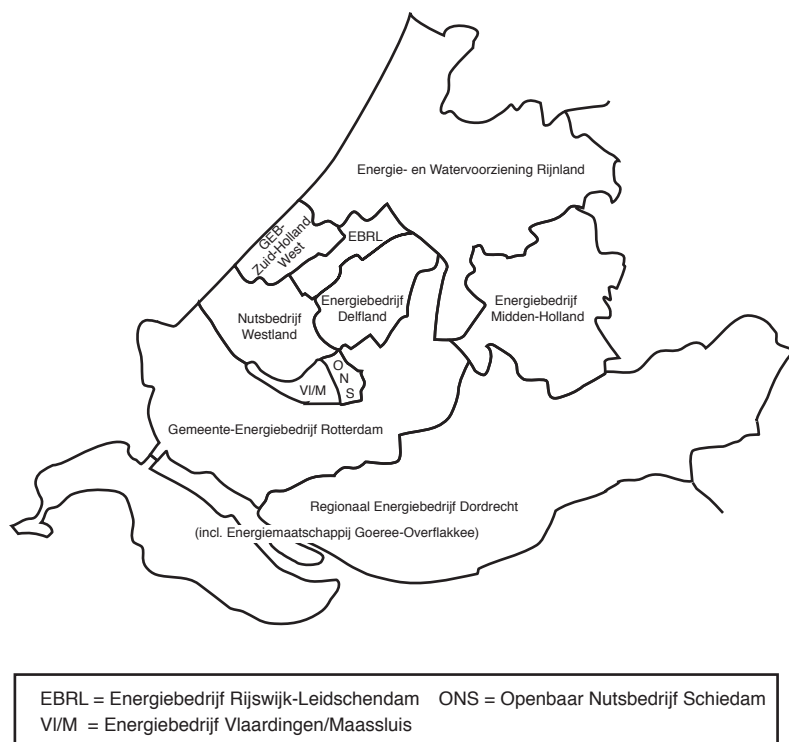 Energie- en Watervoorziening Rijnland
GEB-
Zuid-Holland
West
EBRL
Energiebedrijf
Delfland
Energiebedrijf
Midden-Holland
Nutsbedrijf
Westland
O
N
S
Vl/M
Gemeente-Energiebedrijf Rotterdam
Regionaal Energiebedrijf Dordrecht
(incl. Energiemaatschappij Goeree-Overflakkee)
EBRL = Energiebedrijf Rijswijk-Leidschendam ONS = Openbaar Nutsbedrijf Schiedam
Vl/M = Energiebedrijf Vlaardingen/Maassluis